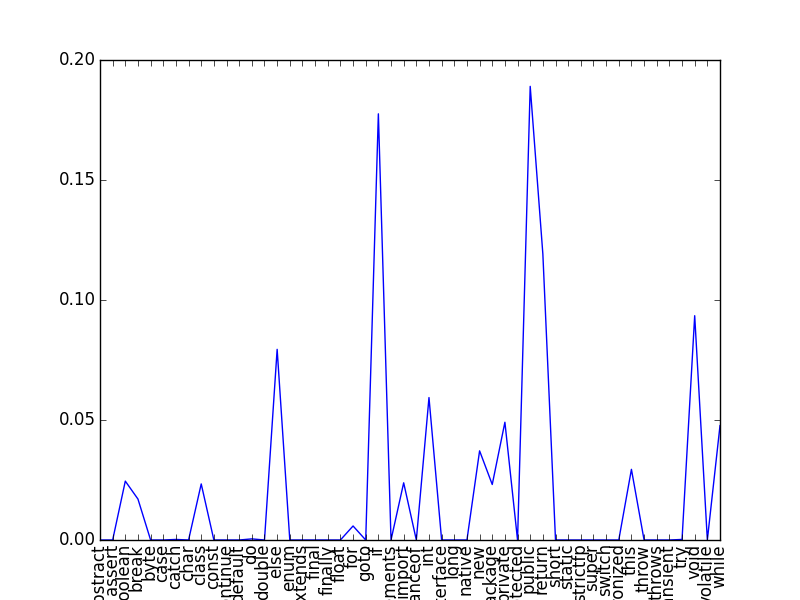 0.20
0.15
0.10
0.05
0.00
bstract
assert
oolean
break
byte
case
catch
char
class
const
ntinue
default
do
double
else
enum
xtends
final
finally
float
for
goto
if
ments
import
anceof
int
erface
long
native
new
ackage
rivate
tected
public
return
short
static
strictfp
super
switch
onized
this
throw
throws
ansient
try
void
volatile
while